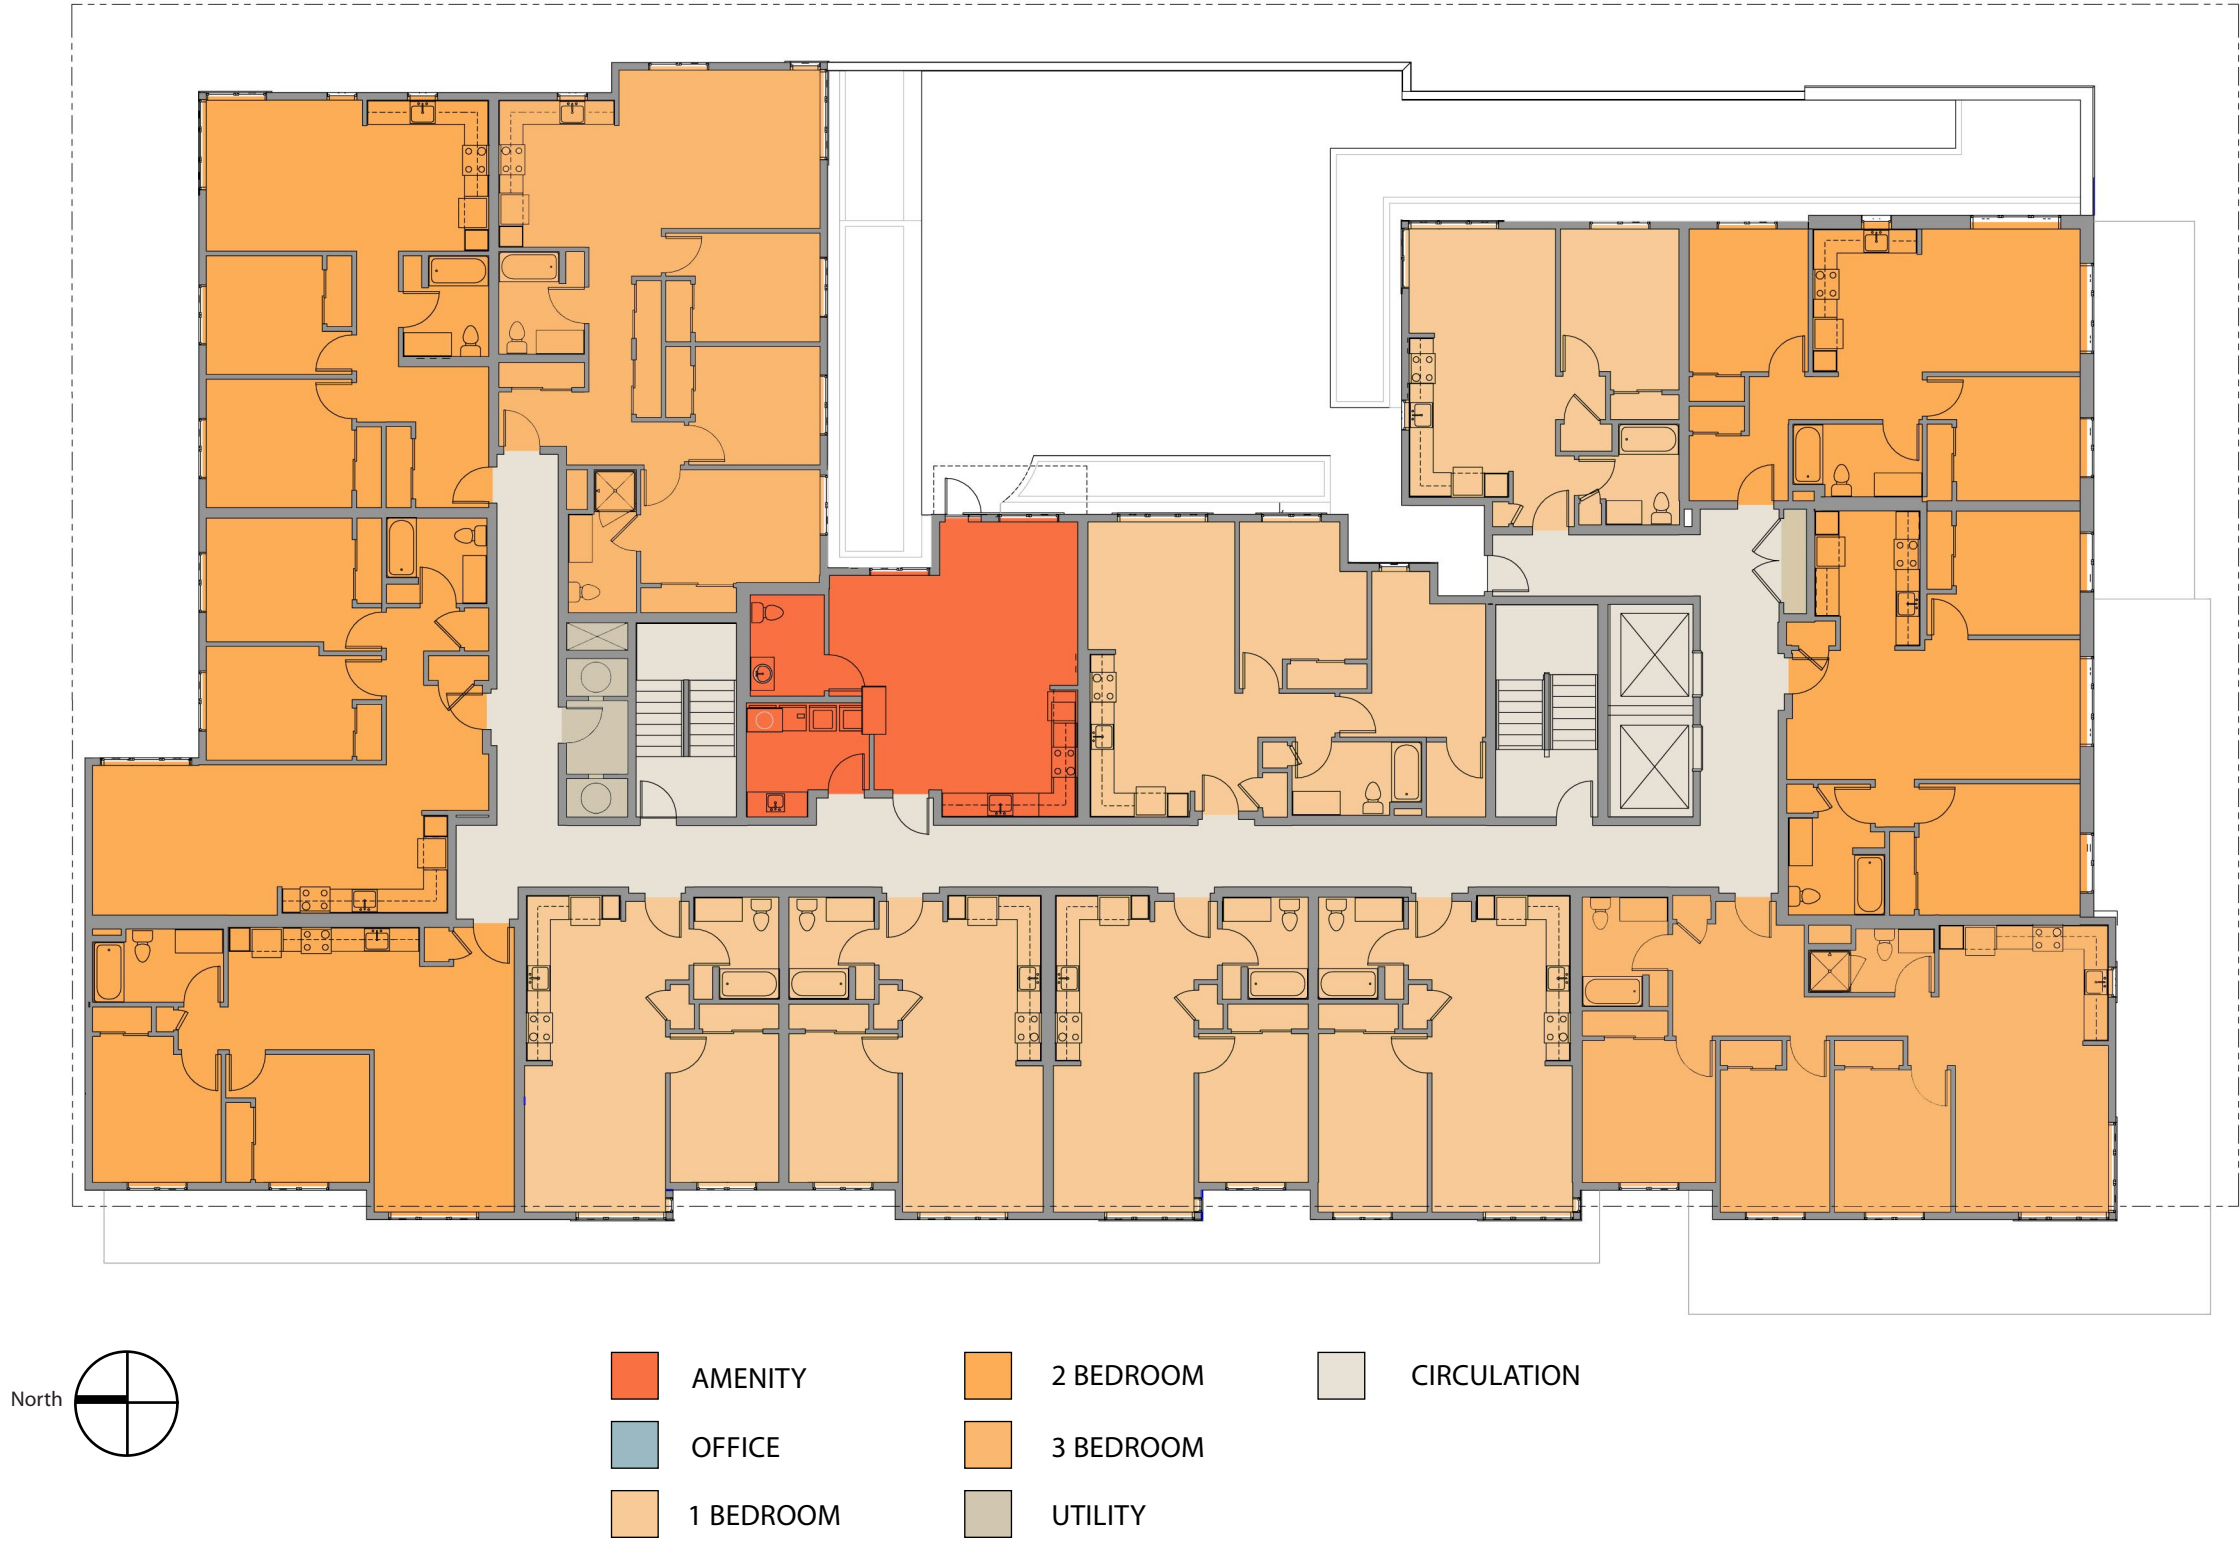 North
AMENITY
OFFICE
1 BEDROOM
2 BEDROOM
3 BEDROOM
UTILITY
CIRCULATION